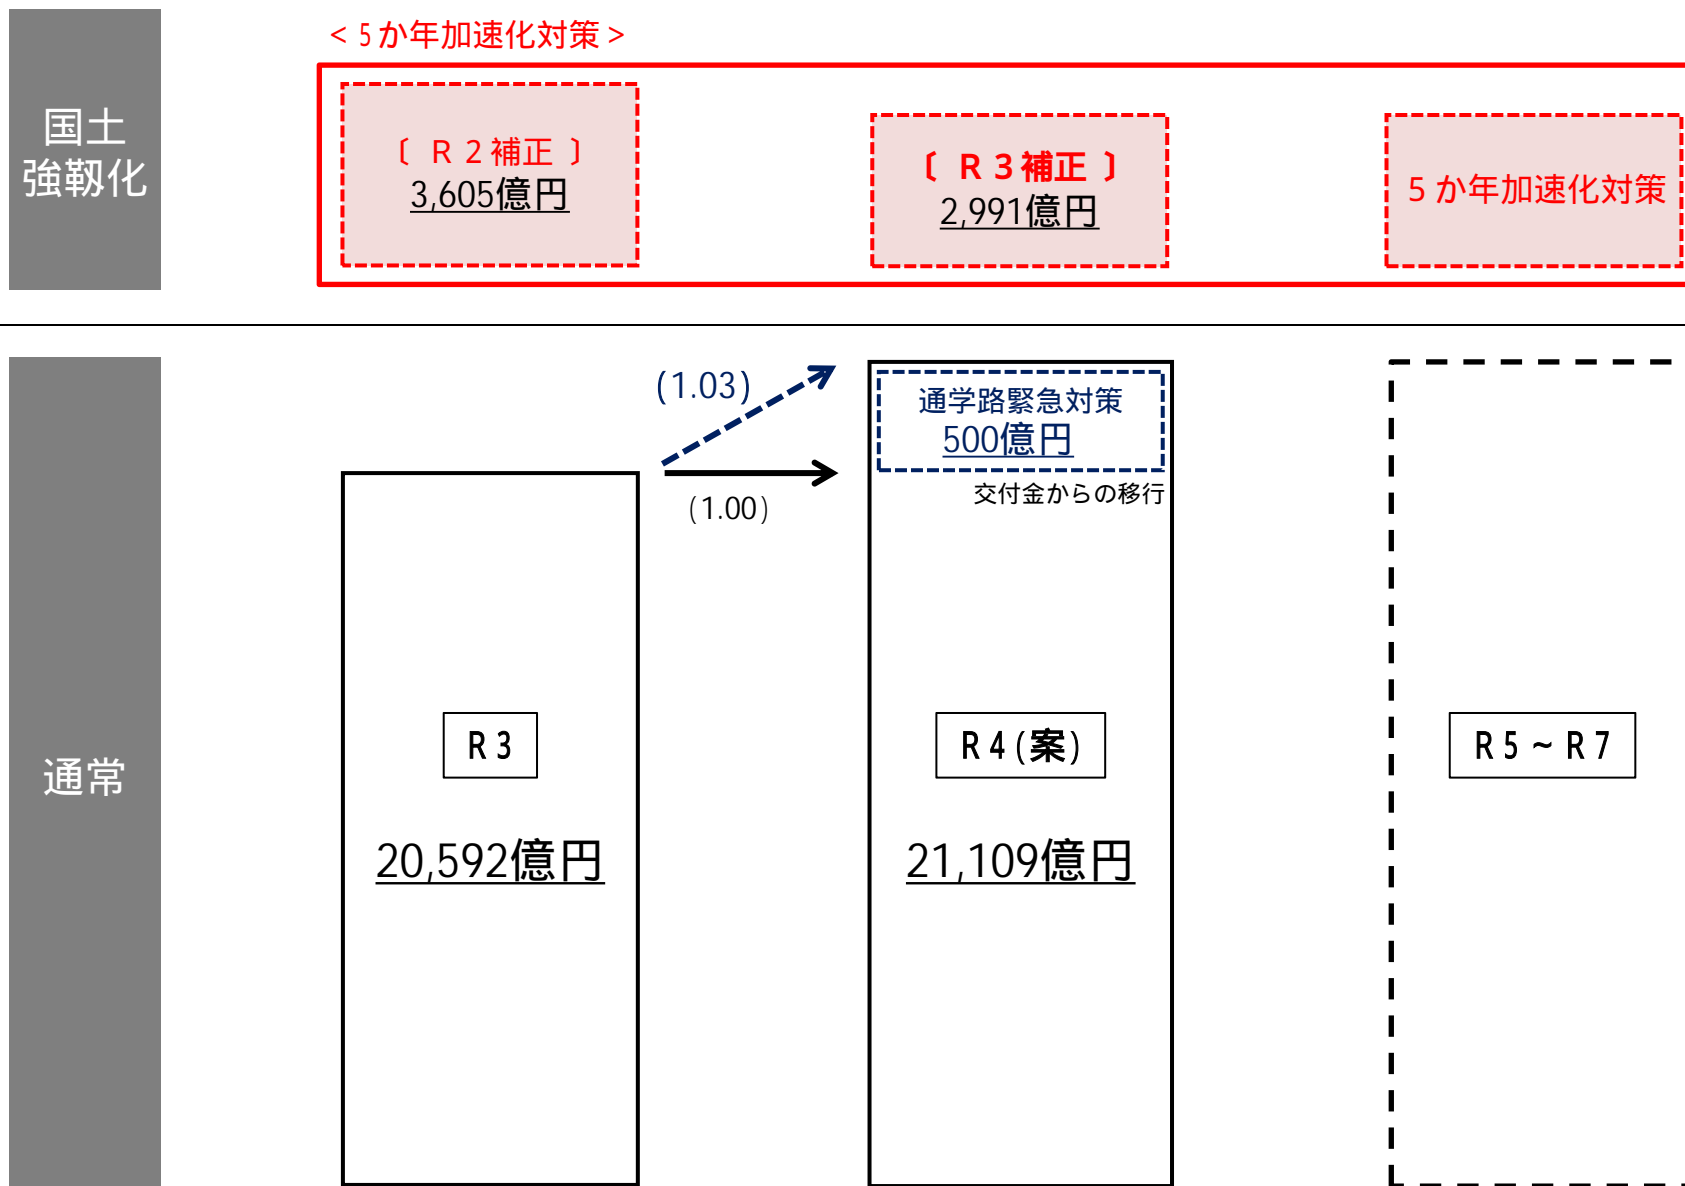 国土
強靱化
<５か年加速化対策>
〔 Ｒ２補正 〕
3,605億円
〔 Ｒ３補正 〕
2,991億円
５か年加速化対策
通常
(1.03)
(1.00)
通学路緊急対策
500億円
交付金からの移行
R３
20,592億円
R４(案)
21,109億円
R５～R７